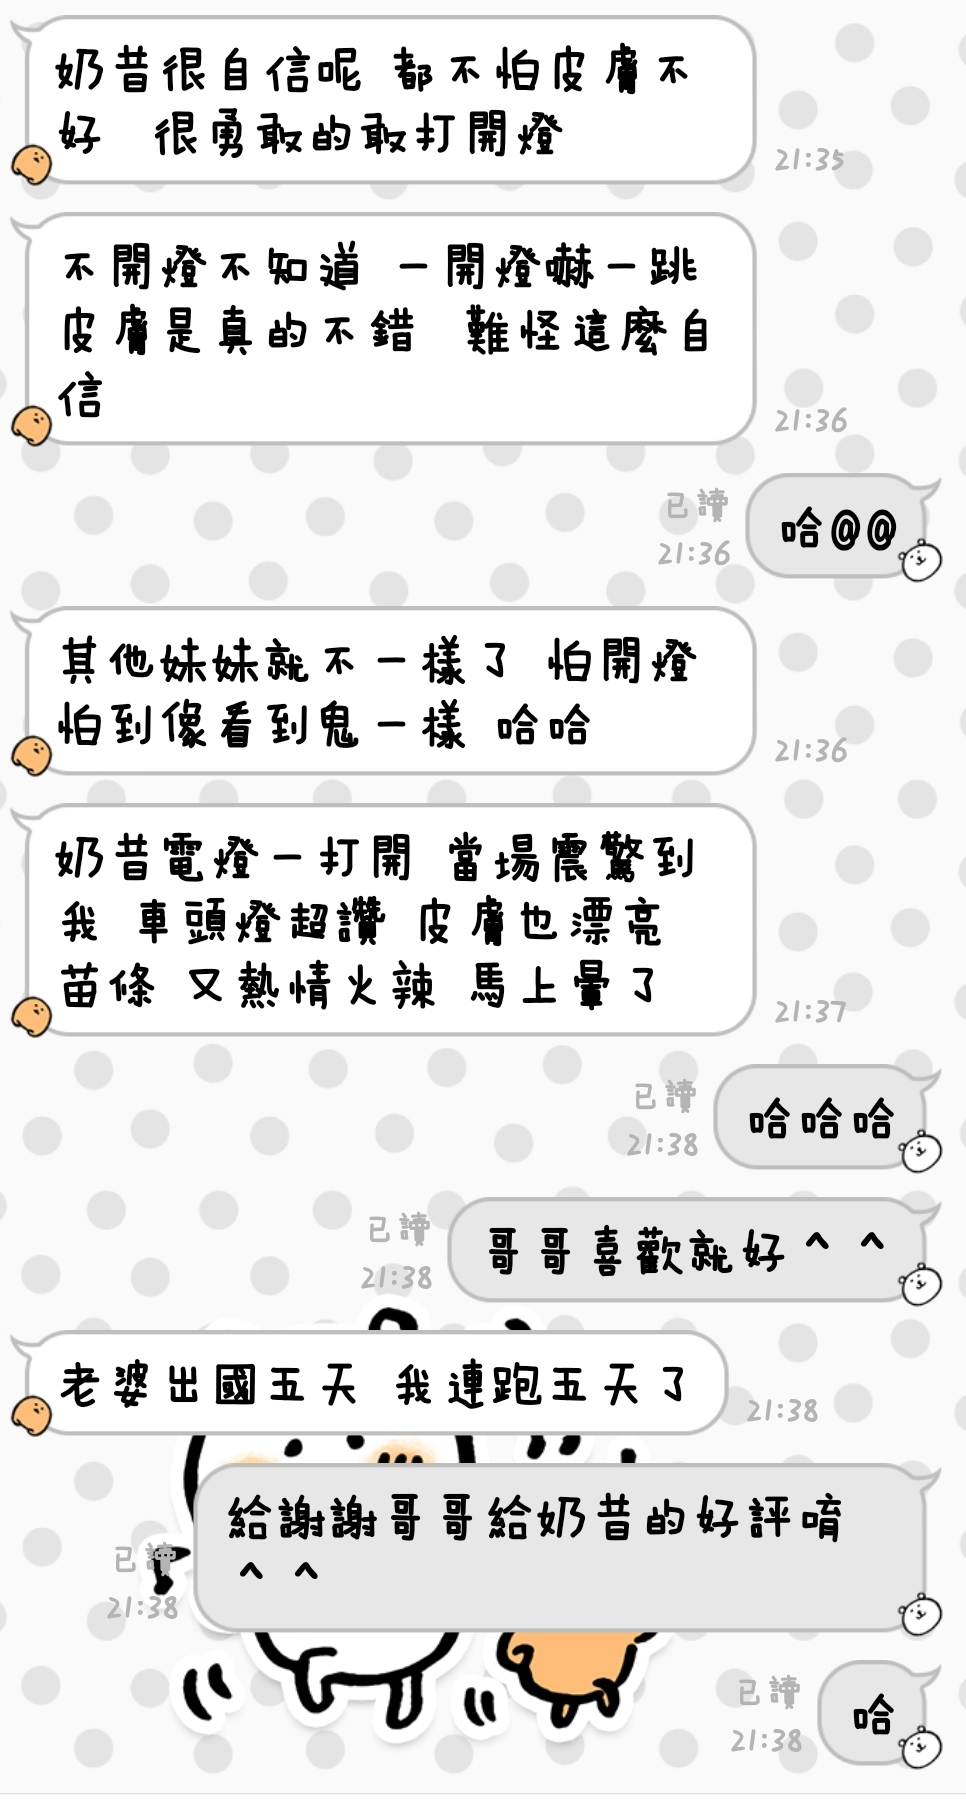 奶昔很自信呢 都不怕皮膚不
好 很勇敢的敢打開燈
21:35
不開燈不知道 一開燈嚇一跳
皮膚是真的不錯 難怪這麼自
信
21:36
已讀
21:36
哈@@
其他妹妹就不一樣了 怕開燈
怕到像看到鬼一樣 哈哈
21:36
奶昔電燈一打開 當場震驚到
我 車頭燈超讚 皮膚也漂亮
苗條 又熱情火辣 馬上暈了
21:37
已讀
21:38
哈哈哈
已讀
21:38
哥哥喜歡就好^ ^
老婆出國五天 我連跑五天了
21:38
給謝謝哥哥給奶昔的好評唷
^ ^
已讀
21:38
已讀
21:38
哈